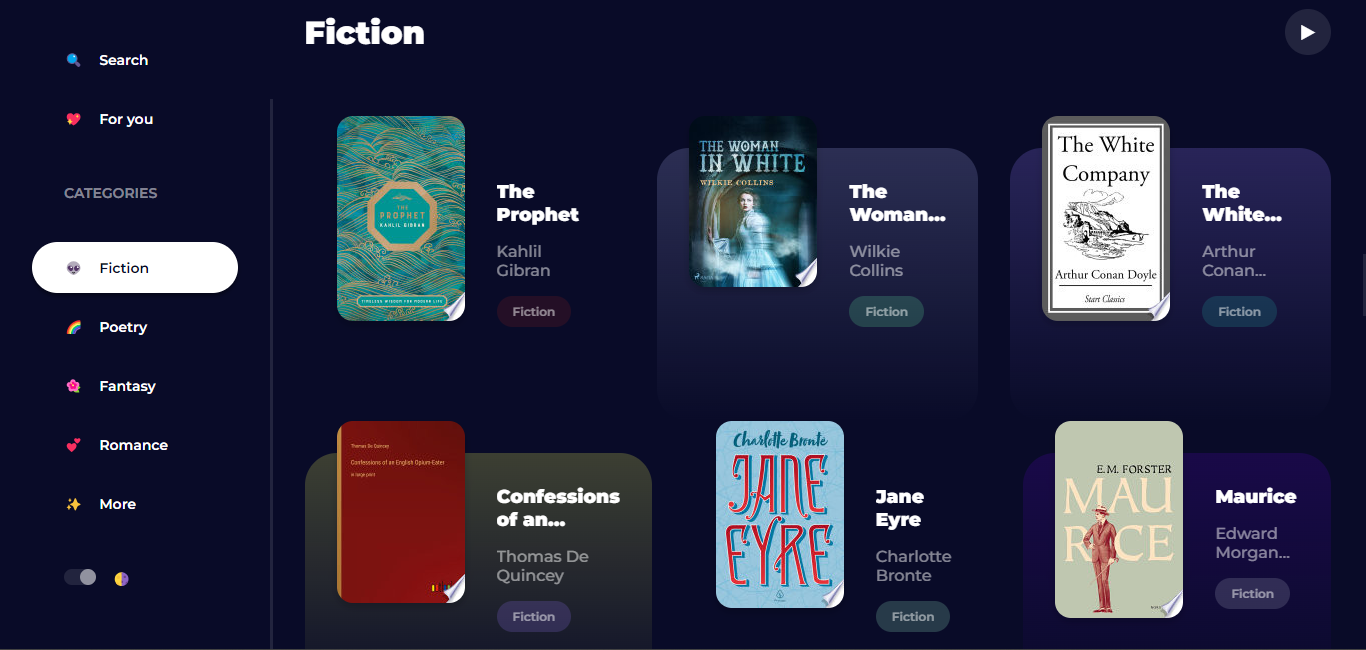 Fiction
Search
For you
CATEGORIES
Fiction
Poetry
Fantasy
Romance
More
THE
PROPHET
KAHLIL GIBRAN
TIMELESS WISDOM FOR MODERN LIFE
The
Prophet
Kahlil
Gibran
Fiction
THE WOMAN
IN WHITE
WILKIE COLLINS
The
Woman...
Wilkie
Collins
Fiction
The White
Company
Arthur Conan Doyle
Start Classics
The
White...
Arthur
Conan...
Fiction
Thomas De Quincey
Confessions of an English Opium-Eater
in large print
Confessions
of an...
Thomas De
Quincey
Fiction
Charlotte Bronte
JANE
EYRE
Jane
Eyre
Charlotte
Bronte
Fiction
E.M. FORSTER
MAU
RICE
Maurice
Edward
Morgan...
Fiction